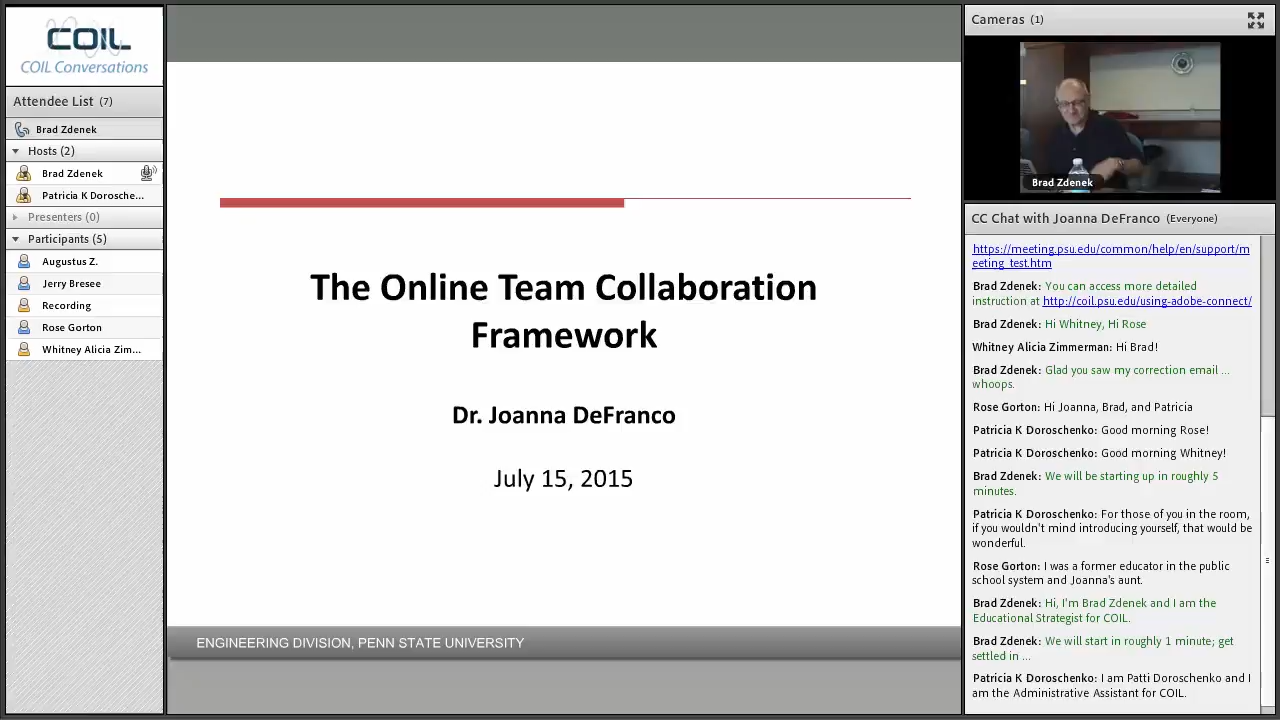 COIL
COIL Conversations
Attendee List (7)
Brad Zdenek
Hosts (2)
Brad Zdenek
Patricia K Dorosche...
Presenters (0)
Participants (5)
Augustus Z.
Jerry Bresee
Recording
Rose Gorton
Whitney Alicia Zim...
The Online Team Collaboration
Framework
Dr. Joanna DeFranco
July 15, 2015
ENGINEERING DIVISION, PENN STATE UNIVERSITY
Cameras (1)
Brad Zdenek
CC Chat with Joanna DeFranco (Everyone)
https://meeting.psu.edu/common/help/en/support/m
eeting_test.htm
Brad Zdenek: You can access more detailed
instruction at http://coil.psu.edu/using-adobe-connect/
Brad Zdenek: Hi Whitney, Hi Rose
Whitney Alicia Zimmerman: Hi Brad!
Brad Zdenek: Glad you saw my correction email ...
whoops.
Rose Gorton: Hi Joanna, Brad, and Patricia
Patricia K Doroschenko: Good morning Rose!
Patricia K Doroschenko: Good morning Whitney!
Brad Zdenek: We will be starting up in roughly 5
minutes.
Patricia K Doroschenko: For those of you in the room,
if you wouldn't mind introducing yourself, that would be
wonderful.
Rose Gorton: I was a former educator in the public
school system and Joanna's aunt.
Brad Zdenek: Hi, I'm Brad Zdenek and I am the
Educational Strategist for COIL.
Brad Zdenek: We will start in roughly 1 minute; get
settled in ...
Patricia K Doroschenko: I am Patti Doroschenko and I
am the Administrative Assistant for COIL.